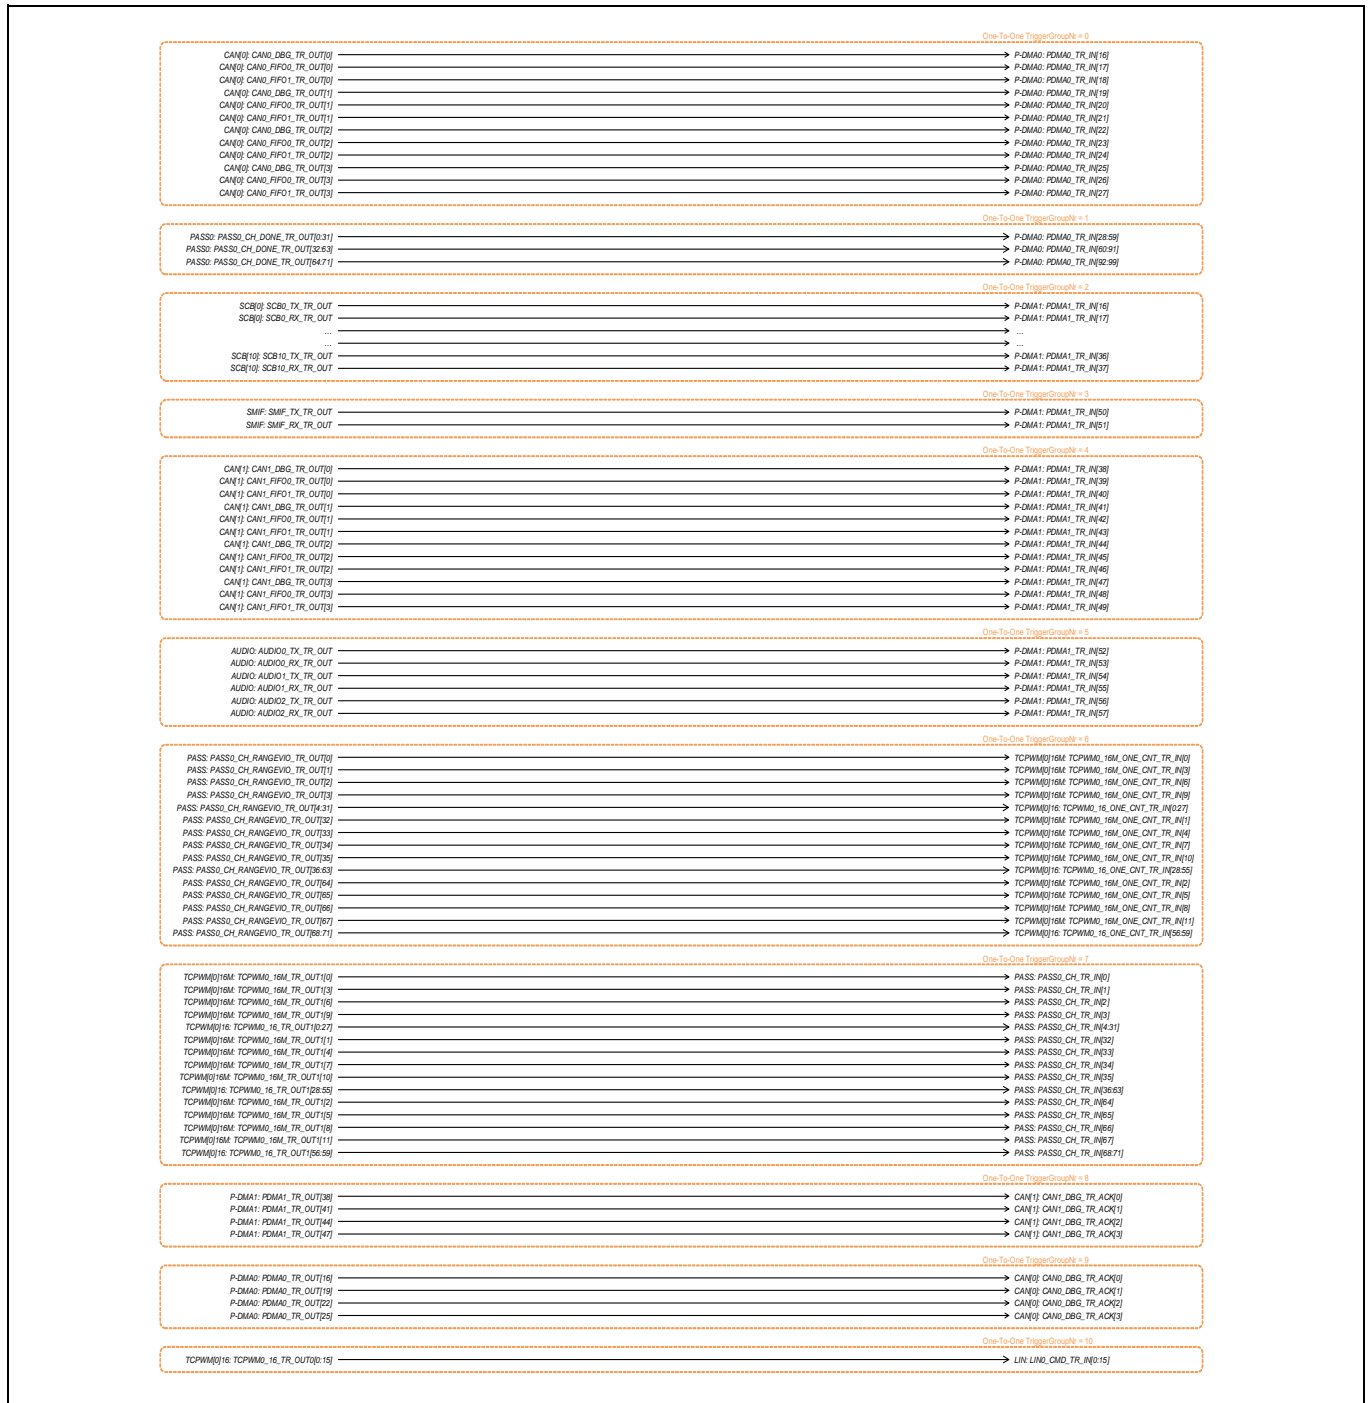 One-To-One TriggerGroupNr = 0
CAN[0]: CAN0_DBG_TR_OUT[0] P-DMA0: PDMA0_TR_IN[16]
CAN[0]: CAN0_FIFO0_TR_OUT[0] P-DMA0: PDMA0_TR_IN[17]
CAN[0]: CAN0_FIFO1_TR_OUT[0] P-DMA0: PDMA0_TR_IN[18]
CAN[0]: CAN0_DBG_TR_OUT[1] P-DMA0: PDMA0_TR_IN[19]
CAN[0]: CAN0_FIFO0_TR_OUT[1] P-DMA0: PDMA0_TR_IN[20]
CAN[0]: CAN0_FIFO1_TR_OUT[1] P-DMA0: PDMA0_TR_IN[21]
CAN[0]: CAN0_DBG_TR_OUT[2] P-DMA0: PDMA0_TR_IN[22]
CAN[0]: CAN0_FIFO0_TR_OUT[2] P-DMA0: PDMA0_TR_IN[23]
CAN[0]: CAN0_FIFO1_TR_OUT[2] P-DMA0: PDMA0_TR_IN[24]
CAN[0]: CAN0_DBG_TR_OUT[3] P-DMA0: PDMA0_TR_IN[25]
CAN[0]: CAN0_FIFO0_TR_OUT[3] P-DMA0: PDMA0_TR_IN[26]
CAN[0]: CAN0_FIFO1_TR_OUT[3] P-DMA0: PDMA0_TR_IN[27]
One-To-One TriggerGroupNr = 1
PASS0: PASS0_CH_DONE_TR_OUT[0:31] P-DMA0: PDMA0_TR_IN[28:59]
PASS0: PASS0_CH_DONE_TR_OUT[32:63] P-DMA0: PDMA0_TR_IN[60:91]
PASS0: PASS0_CH_DONE_TR_OUT[64:71] P-DMA0: PDMA0_TR_IN[92:99]
One-To-One TriggerGroupNr = 2
SCB[0]: SCB0_TX_TR_OUT P-DMA1: PDMA1_TR_IN[16]
SCB[0]: SCB0_RX_TR_OUT P-DMA1: PDMA1_TR_IN[17]
... ...
... ...
SCB[10]: SCB10_TX_TR_OUT P-DMA1: PDMA1_TR_IN[36]
SCB[10]: SCB10_RX_TR_OUT P-DMA1: PDMA1_TR_IN[37]
One-To-One TriggerGroupNr = 3
SMIF: SMIF_TX_TR_OUT P-DMA1: PDMA1_TR_IN[50]
SMIF: SMIF_RX_TR_OUT P-DMA1: PDMA1_TR_IN[51]
One-To-One TriggerGroupNr = 4
CAN[1]: CAN1_DBG_TR_OUT[0] P-DMA1: PDMA1_TR_IN[38]
CAN[1]: CAN1_FIFO0_TR_OUT[0] P-DMA1: PDMA1_TR_IN[39]
CAN[1]: CAN1_FIFO1_TR_OUT[0] P-DMA1: PDMA1_TR_IN[40]
CAN[1]: CAN1_DBG_TR_OUT[1] P-DMA1: PDMA1_TR_IN[41]
CAN[1]: CAN1_FIFO0_TR_OUT[1] P-DMA1: PDMA1_TR_IN[42]
CAN[1]: CAN1_FIFO1_TR_OUT[1] P-DMA1: PDMA1_TR_IN[43]
CAN[1]: CAN1_DBG_TR_OUT[2] P-DMA1: PDMA1_TR_IN[44]
CAN[1]: CAN1_FIFO0_TR_OUT[2] P-DMA1: PDMA1_TR_IN[45]
CAN[1]: CAN1_FIFO1_TR_OUT[2] P-DMA1: PDMA1_TR_IN[46]
CAN[1]: CAN1_DBG_TR_OUT[3] P-DMA1: PDMA1_TR_IN[47]
CAN[1]: CAN1_FIFO0_TR_OUT[3] P-DMA1: PDMA1_TR_IN[48]
CAN[1]: CAN1_FIFO1_TR_OUT[3] P-DMA1: PDMA1_TR_IN[49]
One-To-One TriggerGroupNr = 5
AUDIO: AUDIO0_TX_TR_OUT P-DMA1: PDMA1_TR_IN[52]
AUDIO: AUDIO0_RX_TR_OUT P-DMA1: PDMA1_TR_IN[53]
AUDIO: AUDIO1_TX_TR_OUT P-DMA1: PDMA1_TR_IN[54]
AUDIO: AUDIO1_RX_TR_OUT P-DMA1: PDMA1_TR_IN[55]
AUDIO: AUDIO2_TX_TR_OUT P-DMA1: PDMA1_TR_IN[56]
AUDIO: AUDIO2_RX_TR_OUT P-DMA1: PDMA1_TR_IN[57]
One-To-One TriggerGroupNr = 6
PASS: PASS0_CH_RANGEVIO_TR_OUT[0] TCPWM[0]16M: TCPWM0_16M_ONE_CNT_TR_IN[0]
PASS: PASS0_CH_RANGEVIO_TR_OUT[1] TCPWM[0]16M: TCPWM0_16M_ONE_CNT_TR_IN[3]
PASS: PASS0_CH_RANGEVIO_TR_OUT[2] TCPWM[0]16M: TCPWM0_16M_ONE_CNT_TR_IN[6]
PASS: PASS0_CH_RANGEVIO_TR_OUT[3] TCPWM[0]16M: TCPWM0_16M_ONE_CNT_TR_IN[9]
PASS: PASS0_CH_RANGEVIO_TR_OUT[4:31] TCPWM[0]16: TCPWM0_16_ONE_CNT_TR_IN[0:27]
PASS: PASS0_CH_RANGEVIO_TR_OUT[32] TCPWM[0]16M: TCPWM0_16M_ONE_CNT_TR_IN[1]
PASS: PASS0_CH_RANGEVIO_TR_OUT[33] TCPWM[0]16M: TCPWM0_16M_ONE_CNT_TR_IN[4]
PASS: PASS0_CH_RANGEVIO_TR_OUT[34] TCPWM[0]16M: TCPWM0_16M_ONE_CNT_TR_IN[7]
PASS: PASS0_CH_RANGEVIO_TR_OUT[35] TCPWM[0]16M: TCPWM0_16M_ONE_CNT_TR_IN[10]
PASS: PASS0_CH_RANGEVIO_TR_OUT[36:63] TCPWM[0]16: TCPWM0_16_ONE_CNT_TR_IN[28:55]
PASS: PASS0_CH_RANGEVIO_TR_OUT[64] TCPWM[0]16M: TCPWM0_16M_ONE_CNT_TR_IN[2]
PASS: PASS0_CH_RANGEVIO_TR_OUT[65] TCPWM[0]16M: TCPWM0_16M_ONE_CNT_TR_IN[5]
PASS: PASS0_CH_RANGEVIO_TR_OUT[66] TCPWM[0]16M: TCPWM0_16M_ONE_CNT_TR_IN[8]
PASS: PASS0_CH_RANGEVIO_TR_OUT[67] TCPWM[0]16M: TCPWM0_16M_ONE_CNT_TR_IN[11]
PASS: PASS0_CH_RANGEVIO_TR_OUT[68:71] TCPWM[0]16: TCPWM0_16_ONE_CNT_TR_IN[56:59]
One-To-One TriggerGroupNr = 7
TCPWM[0]16M: TCPWM0_16M_TR_OUT1[0] PASS: PASS0_CH_TR_IN[0]
TCPWM[0]16M: TCPWM0_16M_TR_OUT1[3] PASS: PASS0_CH_TR_IN[1]
TCPWM[0]16M: TCPWM0_16M_TR_OUT1[6] PASS: PASS0_CH_TR_IN[2]
TCPWM[0]16M: TCPWM0_16M_TR_OUT1[9] PASS: PASS0_CH_TR_IN[3]
TCPWM[0]16: TCPWM0_16_TR_OUT1[0:27] PASS: PASS0_CH_TR_IN[4:31]
TCPWM[0]16M: TCPWM0_16M_TR_OUT1[1] PASS: PASS0_CH_TR_IN[32]
TCPWM[0]16M: TCPWM0_16M_TR_OUT1[4] PASS: PASS0_CH_TR_IN[33]
TCPWM[0]16M: TCPWM0_16M_TR_OUT1[7] PASS: PASS0_CH_TR_IN[34]
TCPWM[0]16M: TCPWM0_16M_TR_OUT1[10] PASS: PASS0_CH_TR_IN[35]
TCPWM[0]16: TCPWM0_16_TR_OUT1[28:55] PASS: PASS0_CH_TR_IN[36:63]
TCPWM[0]16M: TCPWM0_16M_TR_OUT1[2] PASS: PASS0_CH_TR_IN[64]
TCPWM[0]16M: TCPWM0_16M_TR_OUT1[5] PASS: PASS0_CH_TR_IN[65]
TCPWM[0]16M: TCPWM0_16M_TR_OUT1[8] PASS: PASS0_CH_TR_IN[66]
TCPWM[0]16M: TCPWM0_16M_TR_OUT1[11] PASS: PASS0_CH_TR_IN[67]
TCPWM[0]16: TCPWM0_16_TR_OUT1[56:59] PASS: PASS0_CH_TR_IN[68:71]
One-To-One TriggerGroupNr = 8
P-DMA1: PDMA1_TR_OUT[38] CAN[1]: CAN1_DBG_TR_ACK[0]
P-DMA1: PDMA1_TR_OUT[41] CAN[1]: CAN1_DBG_TR_ACK[1]
P-DMA1: PDMA1_TR_OUT[44] CAN[1]: CAN1_DBG_TR_ACK[2]
P-DMA1: PDMA1_TR_OUT[47] CAN[1]: CAN1_DBG_TR_ACK[3]
One-To-One TriggerGroupNr = 9
P-DMA0: PDMA0_TR_OUT[16] CAN[0]: CAN0_DBG_TR_ACK[0]
P-DMA0: PDMA0_TR_OUT[19] CAN[0]: CAN0_DBG_TR_ACK[1]
P-DMA0: PDMA0_TR_OUT[22] CAN[0]: CAN0_DBG_TR_ACK[2]
P-DMA0: PDMA0_TR_OUT[25] CAN[0]: CAN0_DBG_TR_ACK[3]
One-To-One TriggerGroupNr = 10
TCPWM[0]16: TCPWM0_16_TR_OUT0[0:15] LIN: LIN0_CMD_TR_IN[0:15]